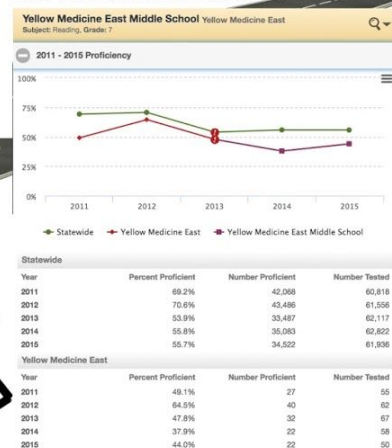 Yellow Medicine East Middle School Yellow Medicine East
Subject: Reading, Grade: 7
2011 - 2015 Proficiency
100%
75%
50%
25%
0%
2011 2012 2013 2014 2015
Statewide Yellow Medicine East Yellow Medicine East Middle School
Statewide
Year Percent Proficient Number Proficient Number Tested
2011 69.2% 42,068 60,818
2012 70.6% 43,486 61,556
2013 53.9% 33,487 62,117
2014 55.8% 35,083 62,822
2015 55.7% 34,522 61,936
Yellow Medicine East
Year Percent Proficient Number Proficient Number Tested
2011 49.1% 27 55
2012 64.5% 40 62
2013 47.8% 32 67
2014 37.9% 22 58
2015 44.0% 22 50